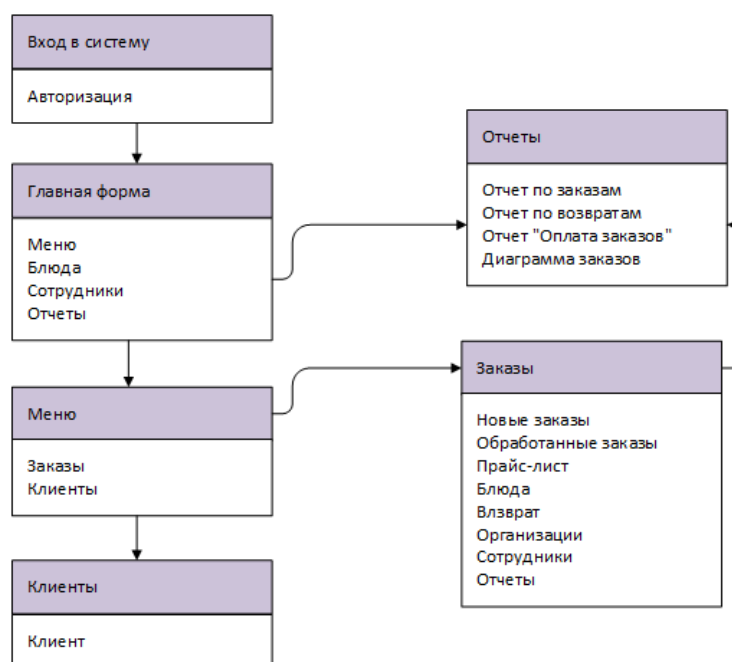 Вход в систему
Авторизация
Главная форма
Меню
Блюда
Сотрудники
Отчеты
Меню
Заказы
Клиенты
Клиенты
Клиент
Отчеты
Отчет по заказам
Отчет по возвратам
Отчет "Оплата заказов"
Диаграмма заказов
Заказы
Новые заказы
Обработанные заказы
Прайс-лист
Блюда
Влзврат
Организации
Сотрудники
Отчеты